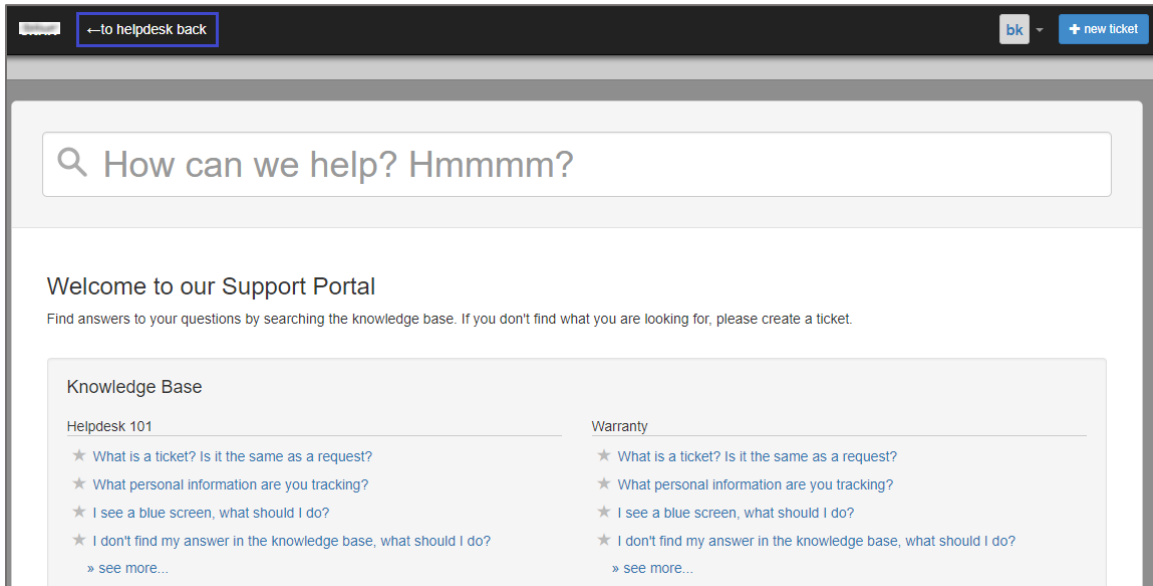 ←to helpdesk back
bk
+ new ticket
How can we help? Hmmmm?
Welcome to our Support Portal
Find answers to your questions by searching the knowledge base. If you don't find what you are looking for, please create a ticket.
Knowledge Base
Helpdesk 101
What is a ticket? Is it the same as a request?
What personal information are you tracking?
I see a blue screen, what should I do?
I don't find my answer in the knowledge base, what should I do?
» see more...
Warranty
What is a ticket? Is it the same as a request?
What personal information are you tracking?
I see a blue screen, what should I do?
I don't find my answer in the knowledge base, what should I do?
» see more...